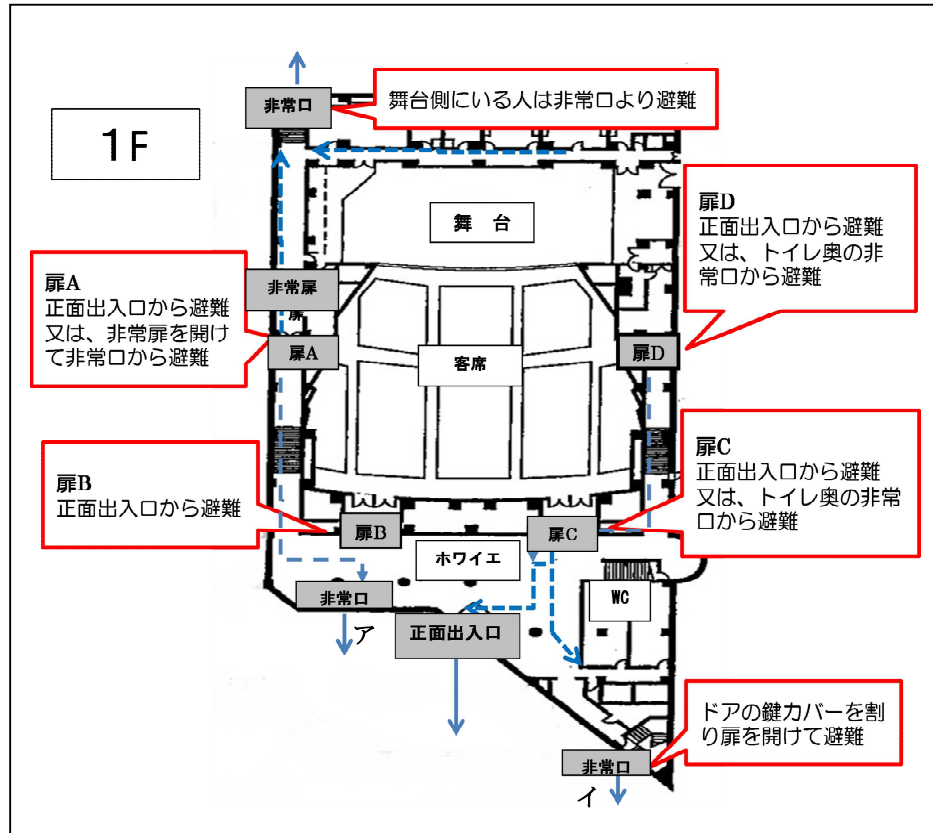 非常口
舞台側にいる人は非常口より避難
1F
舞 台
扉D
正面出入口から避難
又は、トイレ奥の非
常口から避難
扉A
正面出入口から避難
又は、非常扉を開け
て非常口から避難
非常扉
扉
扉A
客席
扉D
扉B
正面出入口から避難
扉C
正面出入口から避難
又は、トイレ奥の非常
口から避難
扉B
扉C
ホワイエ
WC
非常口
ア
正面出入口
ドアの鍵カバーを割
り扉を開けて避難
非常口
イ